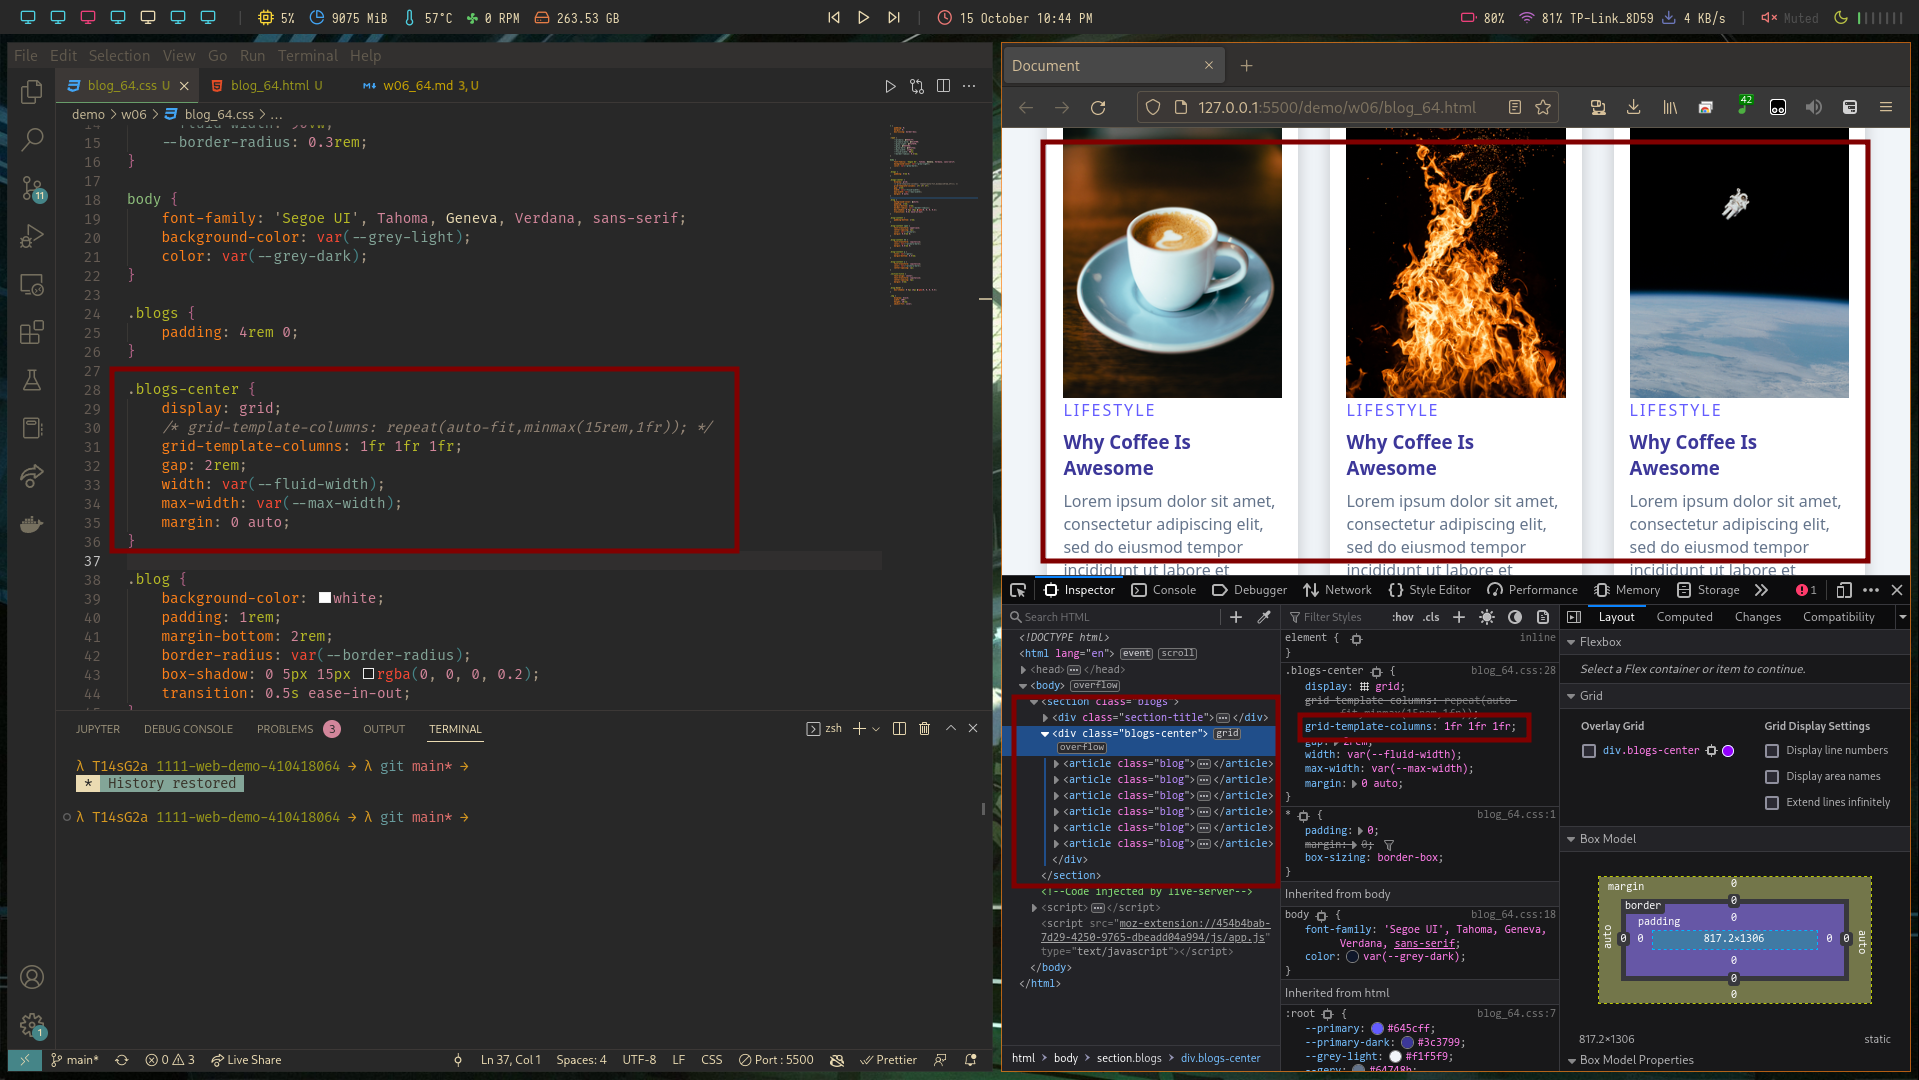 5%
9075 MiB
57°C
0 RPM
263.53 GB
15 October 10:44 PM
80%
81% TP-Link_8D59
4 KB/s
Muted
File Edit Selection View Go Run Terminal Help
blog_64.css U
blog_64.html U
w06_64.md 3, U
demo > w06 > blog_64.css > ...
15 --border-radius: 0.3rem;
16 }
17
18 body {
19 font-family: 'Segoe UI', Tahoma, Geneva, Verdana, sans-serif;
20 background-color: var(--grey-light);
21 color: var(--grey-dark);
22 }
23
24 .blogs {
25 padding: 4rem 0;
26 }
27
28 .blogs-center {
29 display: grid;
30 /* grid-template-columns: repeat(auto-fit,minmax(15rem,1fr)); */
31 grid-template-columns: 1fr 1fr 1fr;
32 gap: 2rem;
33 width: var(--fluid-width);
34 max-width: var(--max-width);
35 margin: 0 auto;
36 }
37
38 .blog {
39 background-color: white;
40 padding: 1rem;
41 margin-bottom: 2rem;
42 border-radius: var(--border-radius);
43 box-shadow: 0 5px 15px rgba(0, 0, 0, 0.2);
44 transition: 0.5s ease-in-out;
11
1
JUPYTER DEBUG CONSOLE PROBLEMS 3 OUTPUT TERMINAL
zsh
λ T14sG2a 1111-web-demo-410418064 → λ git main* →
* History restored
λ T14sG2a 1111-web-demo-410418064 → λ git main* →
main*
0 3
Live Share
Ln 37, Col 1
Spaces: 4
UTF-8
LF
CSS
Port : 5500
Prettier
Document
127.0.0.1:5500/demo/w06/blog_64.html
42
LIFESTYLE
Why Coffee Is
Awesome
Lorem ipsum dolor sit amet,
consectetur adipiscing elit,
sed do eiusmod tempor
incididunt ut labore et
LIFESTYLE
Why Coffee Is
Awesome
Lorem ipsum dolor sit amet,
consectetur adipiscing elit,
sed do eiusmod tempor
incididunt ut labore et
LIFESTYLE
Why Coffee Is
Awesome
Lorem ipsum dolor sit amet,
consectetur adipiscing elit,
sed do eiusmod tempor
incididunt ut labore et
Inspector Console Debugger Network Style Editor Performance Memory Storage
1
Search HTML
<!DOCTYPE html>
<html lang="en"> event scroll
<head> </head>
<body> overflow
<section class="blogs">
<div class="section-title"> </div>
<div class="blogs-center"> grid
overflow
<article class="blog"> </article>
<article class="blog"> </article>
<article class="blog"> </article>
<article class="blog"> </article>
<article class="blog"> </article>
<article class="blog"> </article>
</div>
</section>
<!--Code injected by live-server-->
<script> </script>
<script src="moz-extension://454b4bab-
7d29-4250-9765-dbeadd04a994/js/app.js"
type="text/javascript"></script>
</body>
</html>
html > body > section.blogs > div.blogs-center
Filter Styles
:hov .cls
element { inline
}
.blogs-center { blog_64.css:28
display: grid;
grid-template-columns: repeat(auto-
fit,minmax(15rem,1fr));
grid-template-columns: 1fr 1fr 1fr;
gap: 2rem;
width: var(--fluid-width);
max-width: var(--max-width);
margin: 0 auto;
}
* { blog_64.css:1
padding: 0;
margin: 0;
box-sizing: border-box;
}
Inherited from body
body { blog_64.css:18
font-family: 'Segoe UI', Tahoma, Geneva,
Verdana, sans-serif;
color: var(--grey-dark);
}
Inherited from html
:root { blog_64.css:7
--primary: #645cff;
--primary-dark: #3c3799;
--grey-light: #f1f5f9;
Layout Computed Changes Compatibility
Flexbox
Select a Flex container or item to continue.
Grid
Overlay Grid
div.blogs-center
Grid Display Settings
Display line numbers
Display area names
Extend lines infinitely
Box Model
margin 0
border 0
padding 0
auto 0 0 817.2×1306 0 0 auto
0
0
0
817.2×1306 static
Box Model Properties